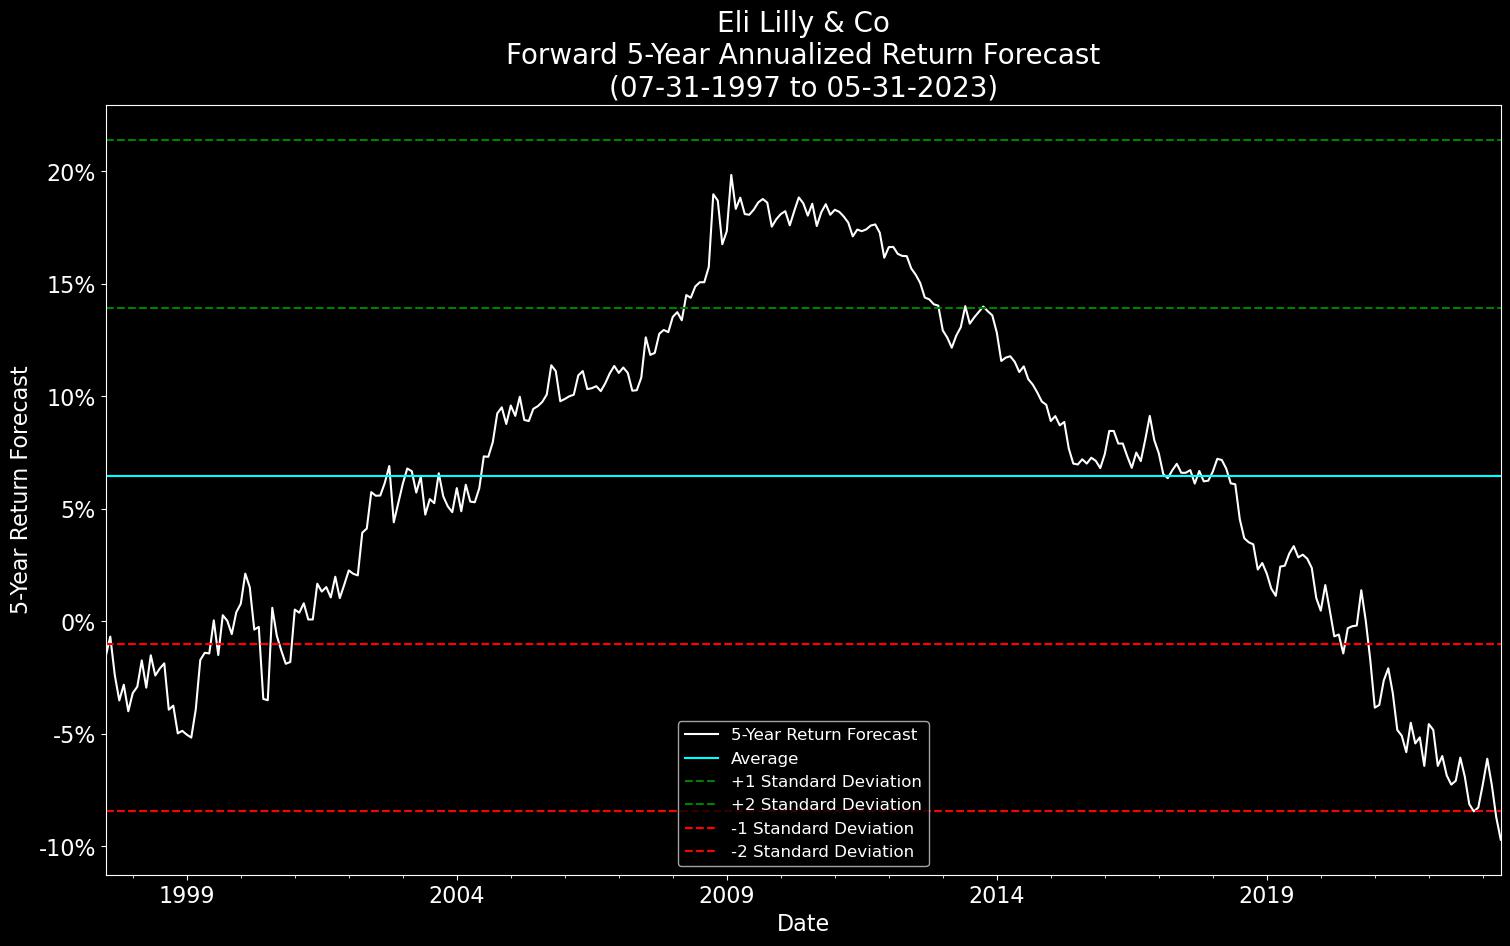 Eli Lilly & Co
Forward 5-Year Annualized Return Forecast
(07-31-1997 to 05-31-2023)
5-Year Return Forecast
20%
15%
10%
5%
0%
-5%
-10%
5-Year Return Forecast
Average
+1 Standard Deviation
+2 Standard Deviation
-1 Standard Deviation
-2 Standard Deviation
1999
2004
2009
2014
2019
Date